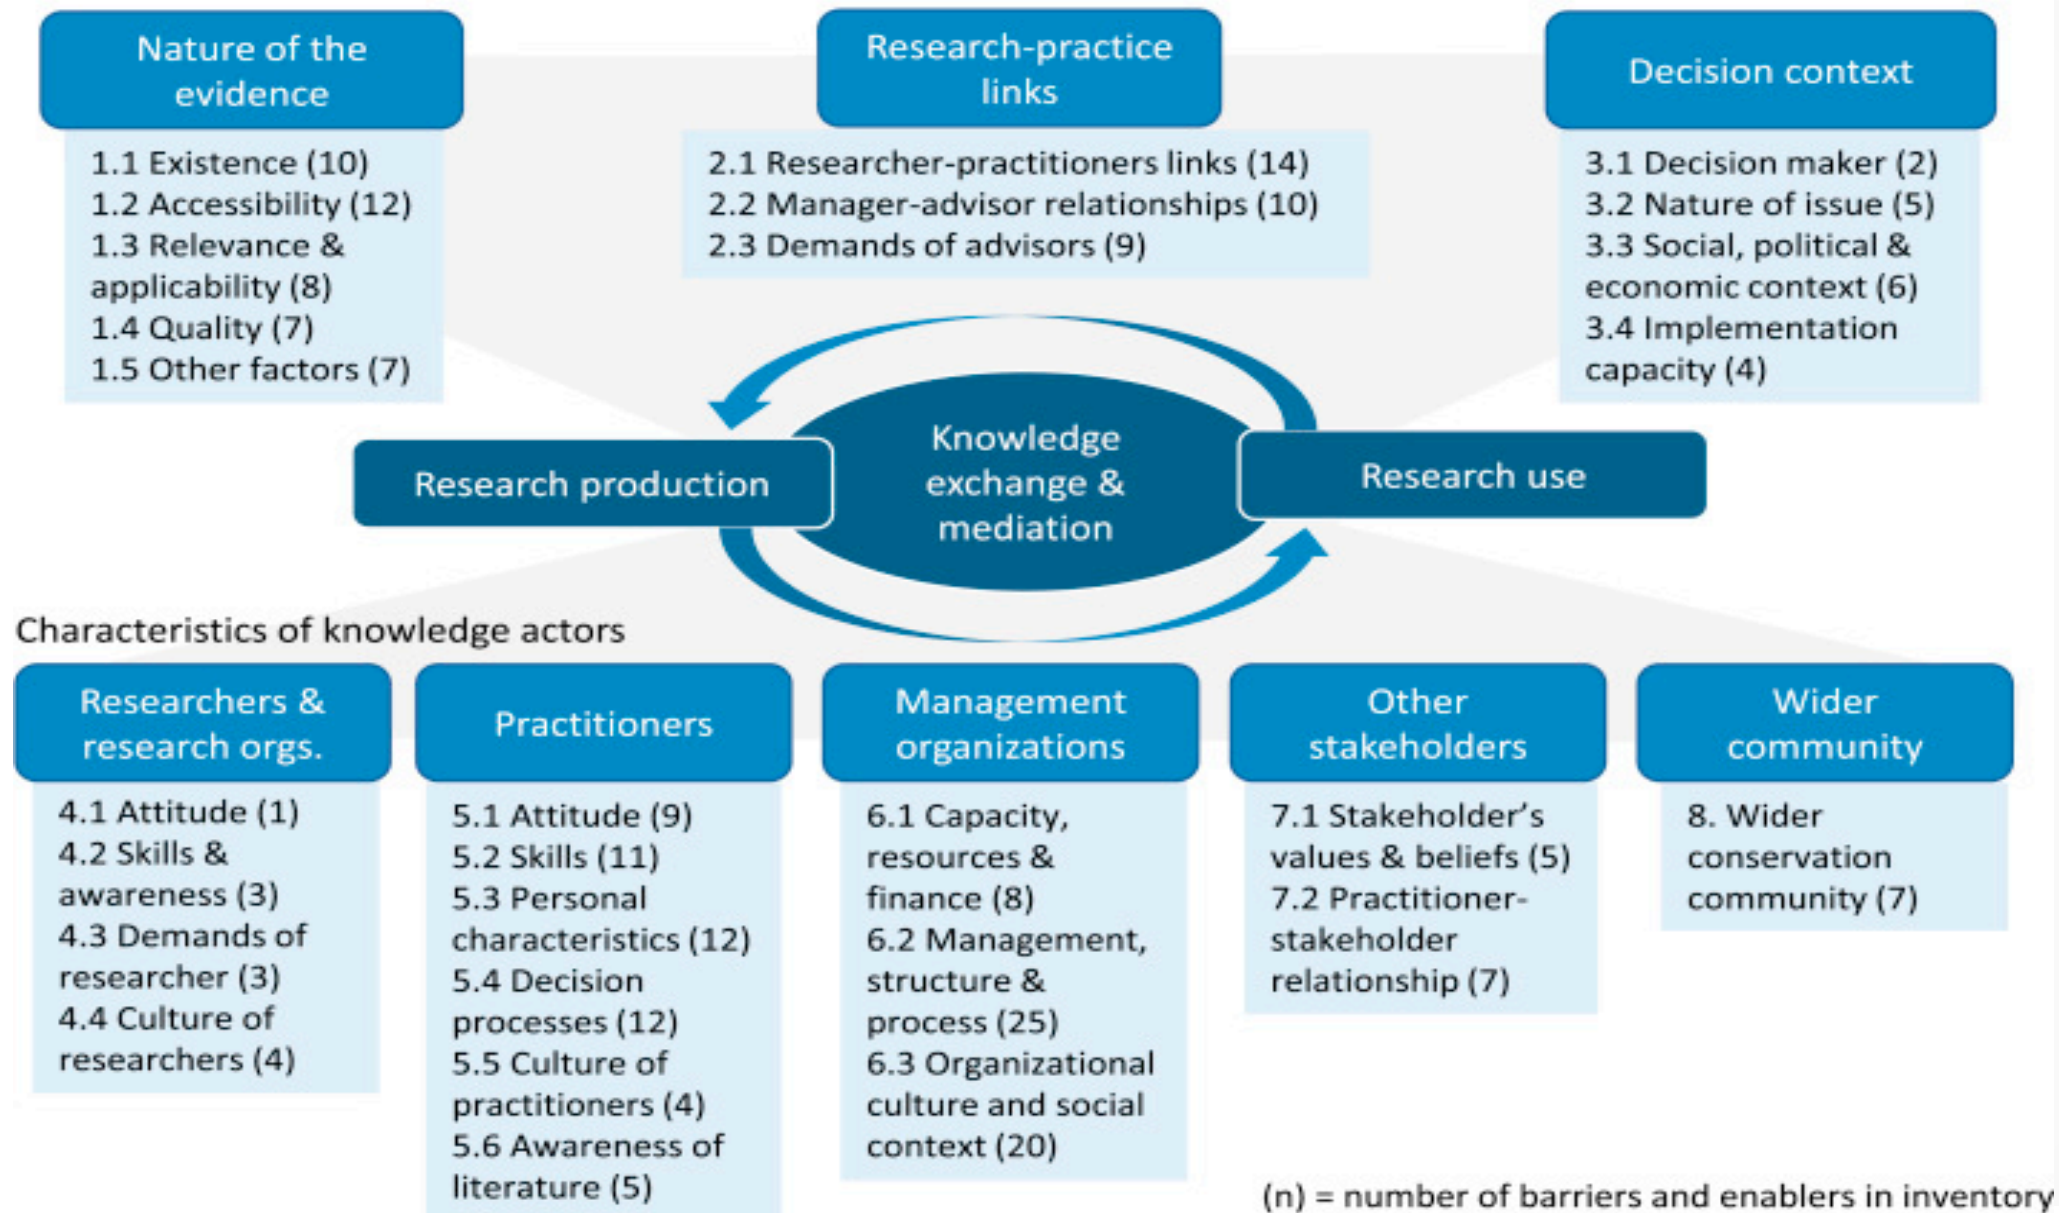 Nature of the
evidence
1.1 Existence (10)
1.2 Accessibility (12)
1.3 Relevance &
applicability (8)
1.4 Quality (7)
1.5 Other factors (7)
Research-practice
links
2.1 Researcher-practitioners links (14)
2.2 Manager-advisor relationships (10)
2.3 Demands of advisors (9)
Decision context
3.1 Decision maker (2)
3.2 Nature of issue (5)
3.3 Social, political &
economic context (6)
3.4 Implementation
capacity (4)
Research production
Knowledge
exchange &
mediation
Research use
Characteristics of knowledge actors
Researchers &
research orgs.
4.1 Attitude (1)
4.2 Skills &
awareness (3)
4.3 Demands of
researcher (3)
4.4 Culture of
researchers (4)
Practitioners
5.1 Attitude (9)
5.2 Skills (11)
5.3 Personal
characteristics (12)
5.4 Decision
processes (12)
5.5 Culture of
practitioners (4)
5.6 Awareness of
literature (5)
Management
organizations
6.1 Capacity,
resources &
finance (8)
6.2 Management,
structure &
process (25)
6.3 Organizational
culture and social
context (20)
Other
stakeholders
7.1 Stakeholder's
values & beliefs (5)
7.2 Practitioner-
stakeholder
relationship (7)
Wider
community
8. Wider
conservation
community (7)
(n) = number of barriers and enablers in inventory